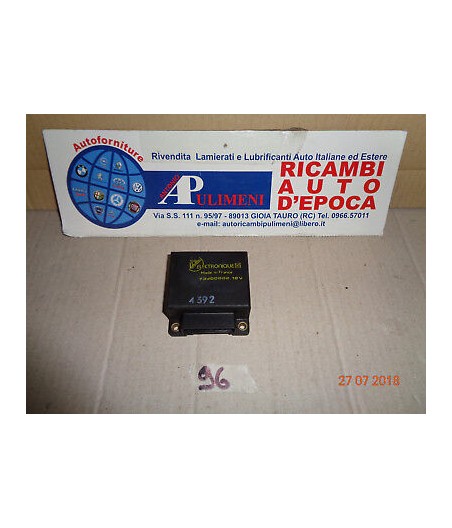 Autoforniture
Rivendita Lamierati e Lubrificanti Auto Italiane ed Estere
RICAMBI
AUTO
D'EPOCA
PULIMENI
Via S.S. 111 n. 95/97 - 89013 GIOIA TAURO (RC) Tel. 0966.57011
e-mail: autoricambipulimeni@libero.it
Made in France
4392
96
27 07 2018